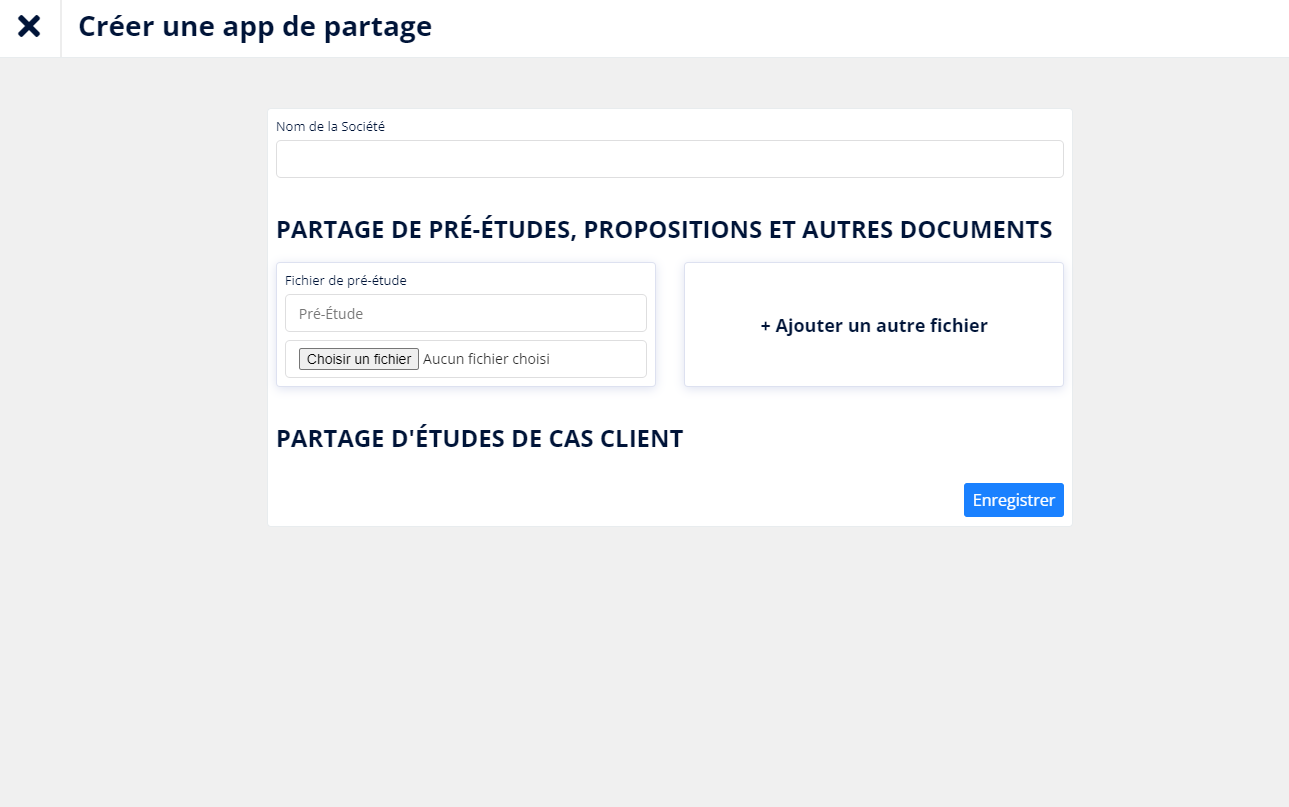 Créer une app de partage
Nom de la Société
PARTAGE DE PRÉ-ÉTUDES, PROPOSITIONS ET AUTRES DOCUMENTS
Fichier de pré-étude
Pré-Étude
Choisir un fichier Aucun fichier choisi
+ Ajouter un autre fichier
PARTAGE D'ÉTUDES DE CAS CLIENT
Enregistrer